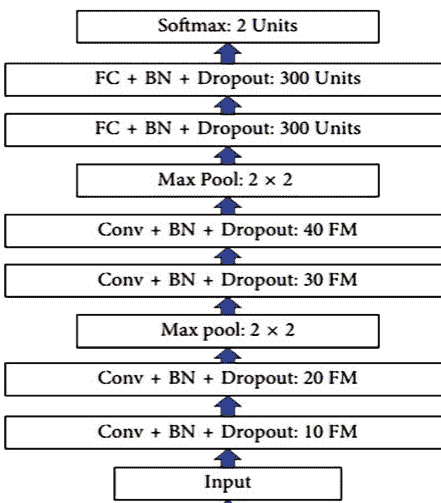 Softmax: 2 Units
FC + BN + Dropout: 300 Units
FC + BN + Dropout: 300 Units
Max Pool: 2 × 2
Conv + BN + Dropout: 40 FM
Conv + BN + Dropout: 30 FM
Max pool: 2 × 2
Conv + BN + Dropout: 20 FM
Conv + BN + Dropout: 10 FM
Input